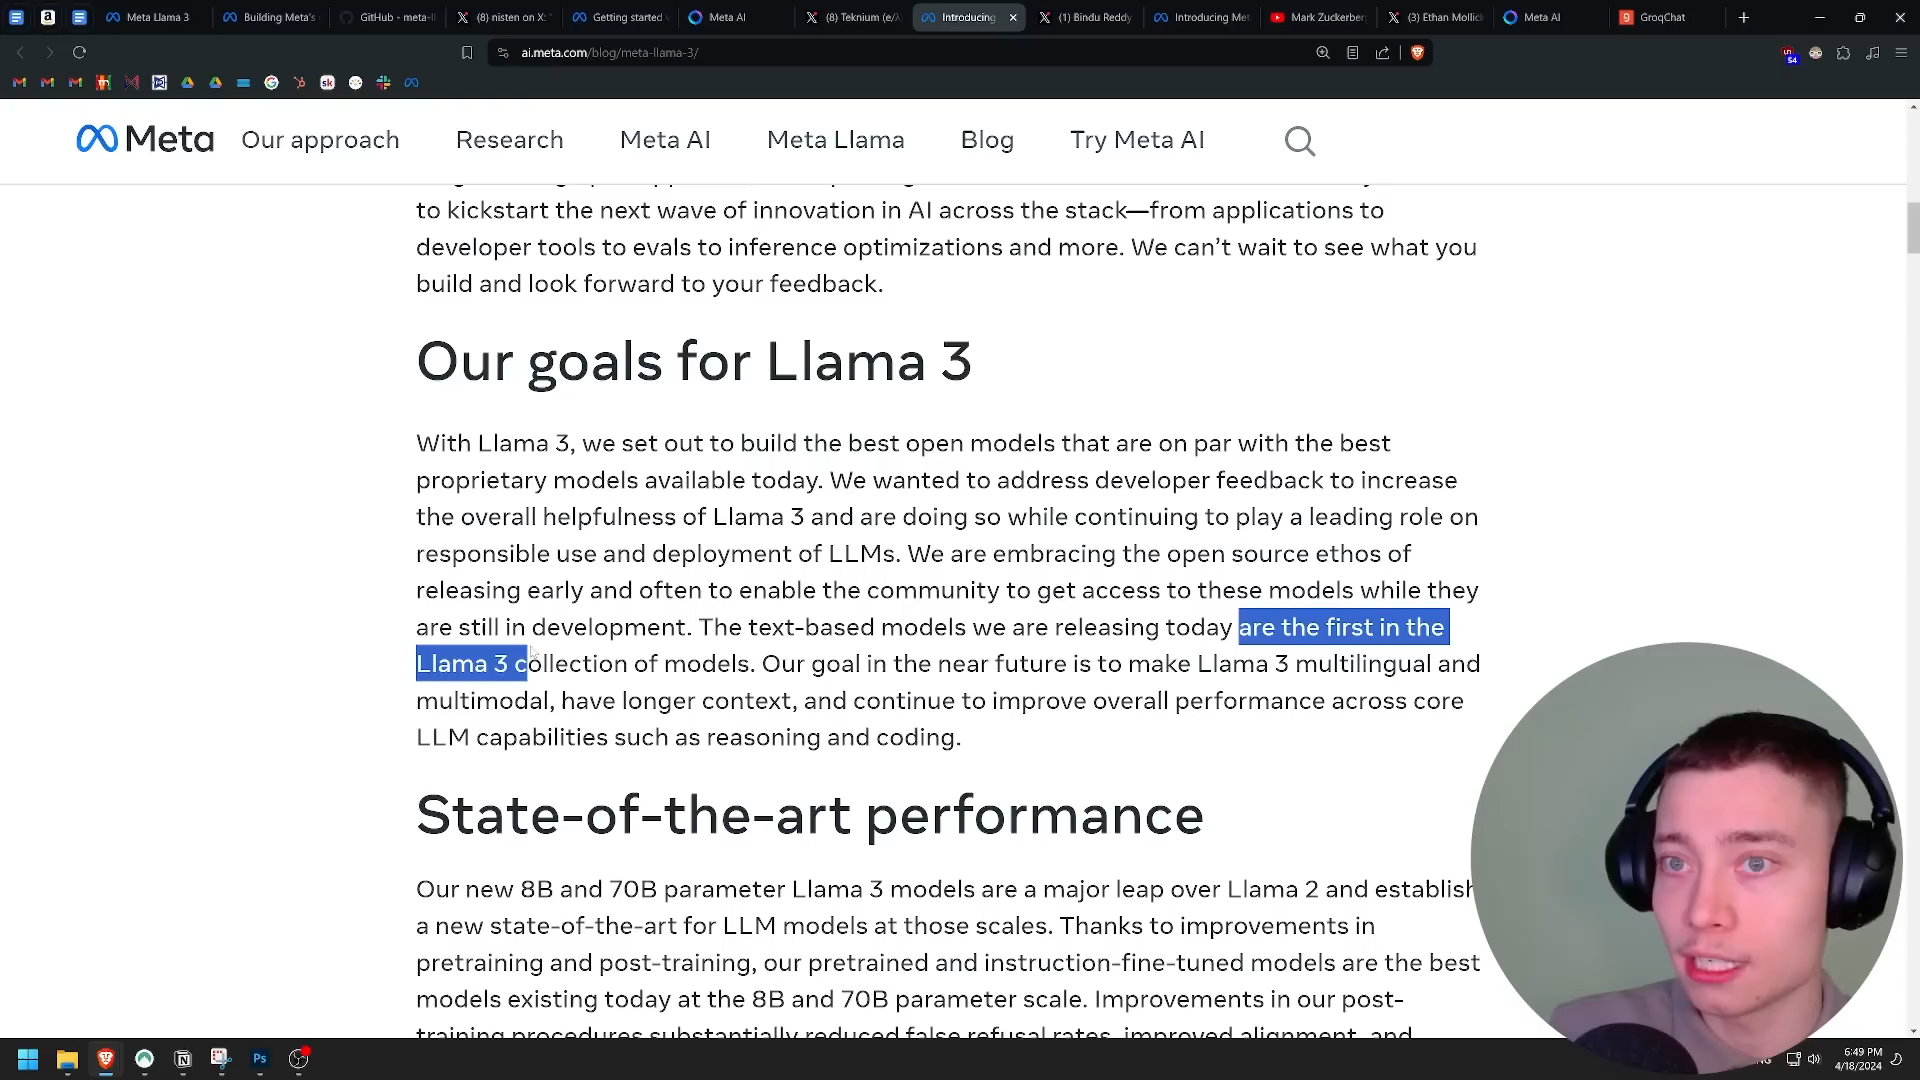 Meta Llama 3
Building Meta's
GitHub - meta-ll
(8) nisten on X:
Getting started
Meta AI
(8) Teknium (e/λ
Introducing
(1) Bindu Reddy
Introducing Met
Mark Zuckerberg
(3) Ethan Mollick
Meta AI
GroqChat
ai.meta.com/blog/meta-llama-3/
54
Meta
Our approach
Research
Meta AI
Meta Llama
Blog
Try Meta AI
to kickstart the next wave of innovation in AI across the stack—from applications to
developer tools to evals to inference optimizations and more. We can't wait to see what you
build and look forward to your feedback.
Our goals for Llama 3
With Llama 3, we set out to build the best open models that are on par with the best
proprietary models available today. We wanted to address developer feedback to increase
the overall helpfulness of Llama 3 and are doing so while continuing to play a leading role on
responsible use and deployment of LLMs. We are embracing the open source ethos of
releasing early and often to enable the community to get access to these models while they
are still in development. The text-based models we are releasing today are the first in the
Llama 3 collection of models. Our goal in the near future is to make Llama 3 multilingual and
multimodal, have longer context, and continue to improve overall performance across core
LLM capabilities such as reasoning and coding.
State-of-the-art performance
Our new 8B and 70B parameter Llama 3 models are a major leap over Llama 2 and establish
a new state-of-the-art for LLM models at those scales. Thanks to improvements in
pretraining and post-training, our pretrained and instruction-fine-tuned models are the best
models existing today at the 8B and 70B parameter scale. Improvements in our post-
training procedures substantially reduced false refusal rates, improved alignment, and
Ps
6:49 PM
4/18/2024